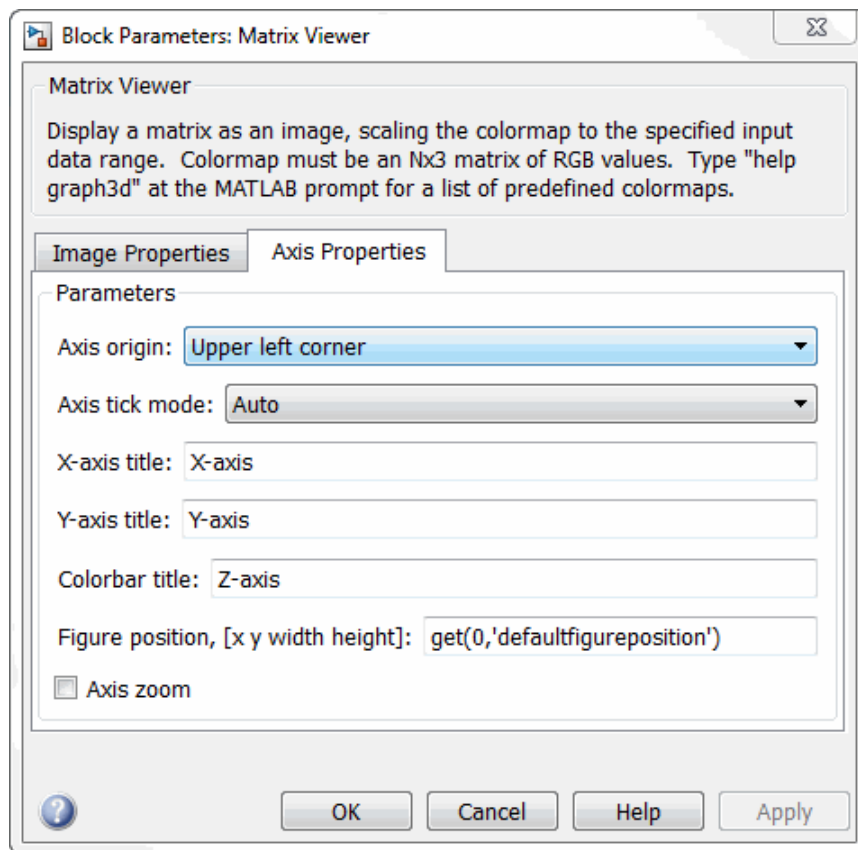 Block Parameters: Matrix Viewer
Matrix Viewer
Display a matrix as an image, scaling the colormap to the specified input
data range.  Colormap must be an Nx3 matrix of RGB values.  Type "help
graph3d" at the MATLAB prompt for a list of predefined colormaps.
Image Properties Axis Properties
Parameters
Axis origin: Upper left corner
Axis tick mode: Auto
X-axis title: X-axis
Y-axis title: Y-axis
Colorbar title: Z-axis
Figure position, [x y width height]: get(0,'defaultfigureposition')
Axis zoom
? OK Cancel Help Apply